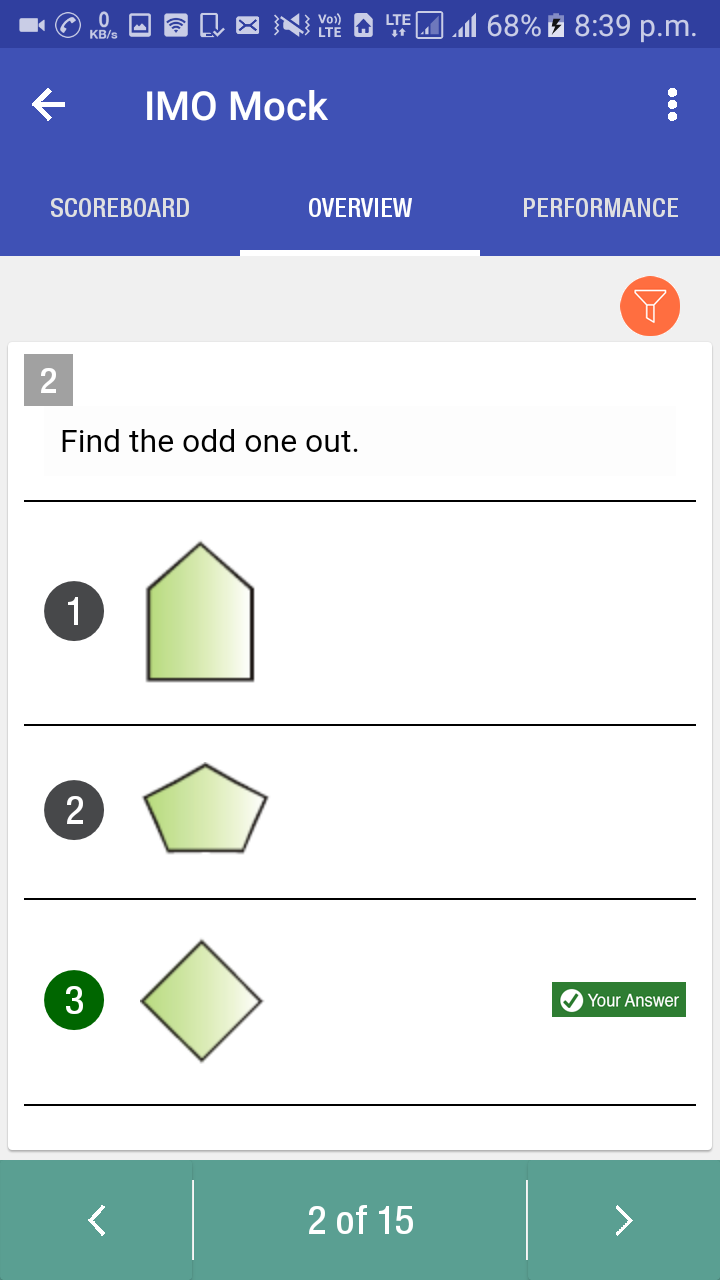 0 KB/s Vo)) LTE LTE 68% 8:39 p.m.
IMO Mock
SCOREBOARD OVERVIEW PERFORMANCE
2
Find the odd one out.
1
2
3 Your Answer
2 of 15